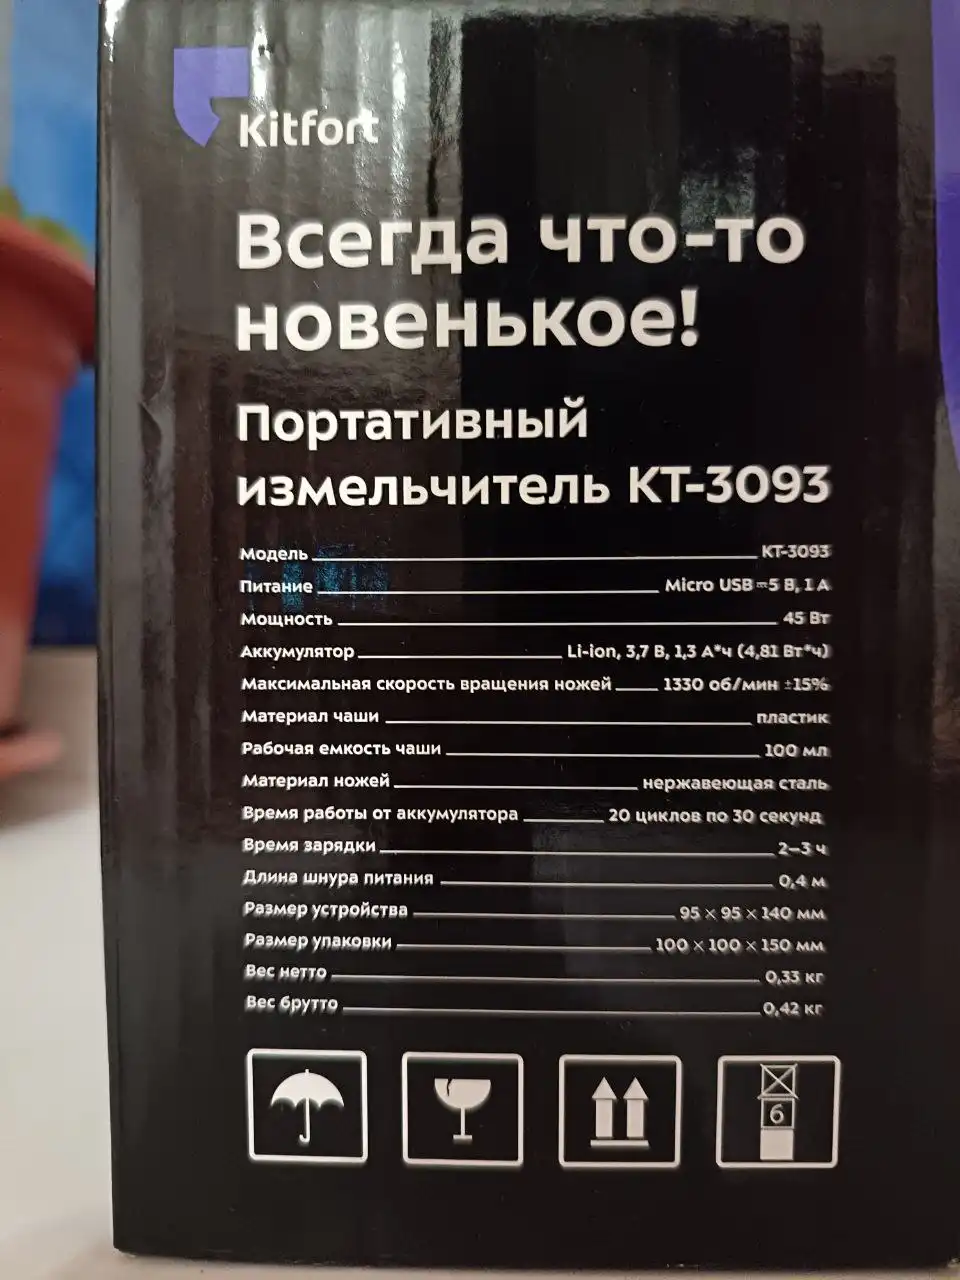 Kitfort
Всегда что-то
новенькое!
Портативный
измельчитель КТ-3093
Модель КТ-3093
Питание Micro USB ⎓5 В, 1 А
Мощность 45 Вт
Аккумулятор Li-ion, 3,7 В, 1,3 А*ч (4,81 Вт*ч)
Максимальная скорость вращения ножей 1330 об/мин ±15%
Материал чаши пластик
Рабочая емкость чаши 100 мл
Материал ножей нержавеющая сталь
Время работы от аккумулятора 20 циклов по 30 секунд
Время зарядки 2–3 ч
Длина шнура питания 0,4 м
Размер устройства 95 × 95 × 140 мм
Размер упаковки 100 × 100 × 150 мм
Вес нетто 0,33 кг
Вес брутто 0,42 кг
6